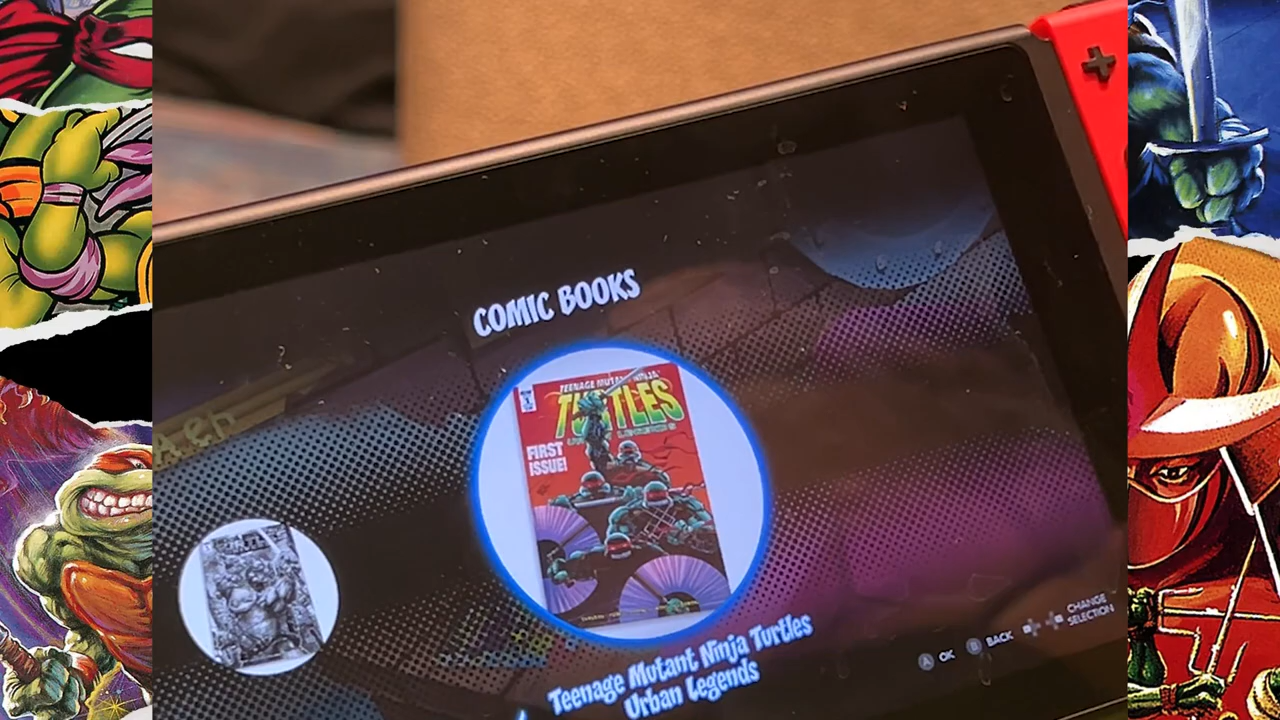 COMIC BOOKS
TEENAGE MUTANT NINJA
TURTLES
FIRST
ISSUE!
Teenage Mutant Ninja Turtles
Urban Legends
A OK
B BACK
CHANGE
SELECTION